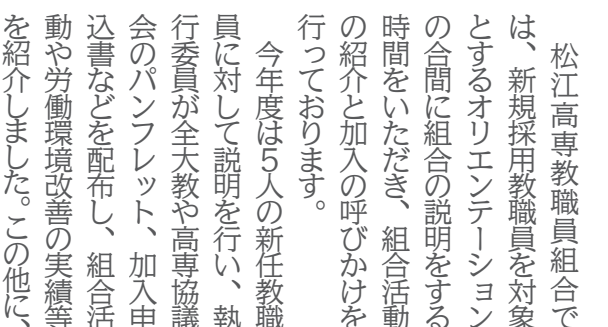 松江高専教職員組合で
は、新規採用教職員を対象
とするオリエンテーション
の合間に組合の説明をする
時間をいただき、組合活動
の紹介と加入の呼びかけを
行っております。
今年度は5人の新任教職
員に対して説明を行い、執
行委員が全大教や高専協議
会のパンフレット、加入申
込書などを配布し、組合活
動や労働環境改善の実績等
を紹介しました。この他に、